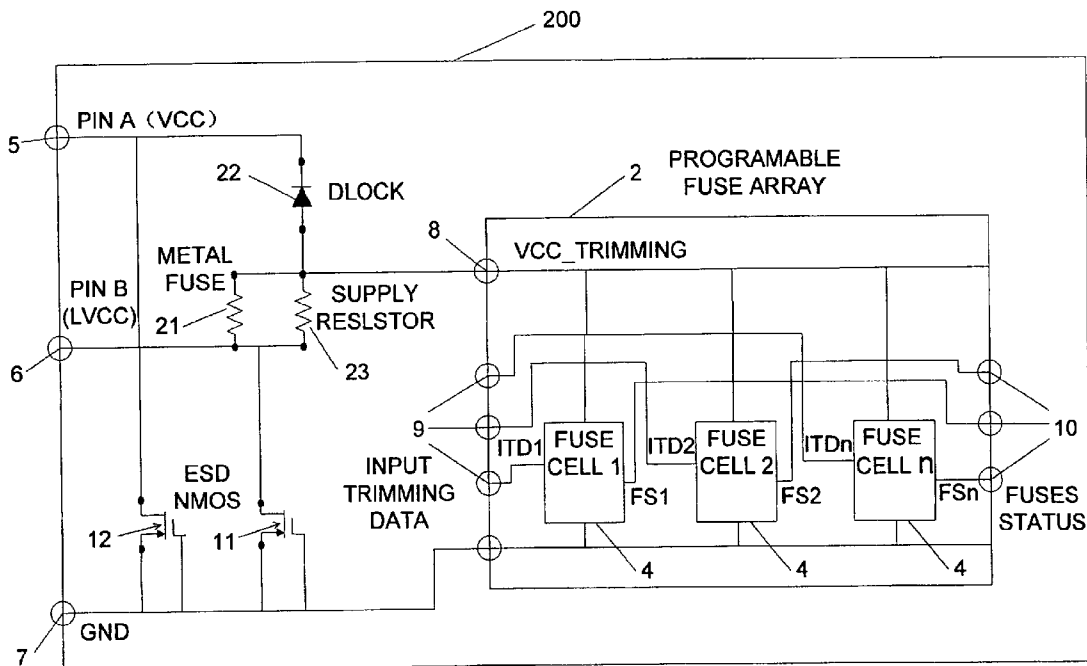 200
PIN A (VCC)
5
22
DLOCK
2
PROGRAMABLE
FUSE ARRAY
8
VCC_TRIMMING
METAL
FUSE
PIN B
(LVCC)
21
SUPPLY
RESLSTOR
6
23
9
10
ITD1
FUSE
CELL 1
FS1
ITD2
FUSE
CELL 2
FS2
ITDn
FUSE
CELL n
FSn
INPUT
TRIMMING
DATA
FUSES
STATUS
ESD
NMOS
12
11
4
4
4
GND
7